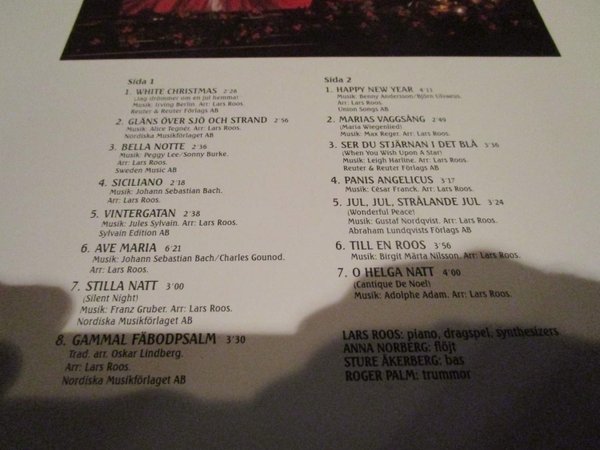 Sida 1
1. WHITE CHRISTMAS 2'28
(Jag drömmer om en jul hemma)
Musik: Irving Berlin. Arr: Lars Roos.
Reuter & Reuter Förlags AB
2. GLÄNS ÖVER SJÖ OCH STRAND 2'56
Musik: Alice Tegnér. Arr: Lars Roos.
Nordiska Musikförlaget AB
3. BELLA NOTTE 2'36
Musik: Peggy Lee/Sonny Burke.
Arr: Lars Roos.
Sweden Music AB
4. SICILIANO 2'18
Musik: Johann Sebastian Bach.
Arr: Lars Roos.
5. VINTERGATAN 2'38
Musik: Jules Sylvain. Arr: Lars Roos.
Sylvain Edition AB
6. AVE MARIA 6'21
Musik: Johann Sebastian Bach/Charles Gounod.
Arr: Lars Roos.
7. STILLA NATT 3'00
(Silent Night)
Musik: Franz Gruber. Arr: Lars Roos.
Nordiska Musikförlaget AB
8. GAMMAL FÄBODPSALM 3'30
Trad. arr. Oskar Lindberg.
Arr: Lars Roos.
Nordiska Musikförlaget AB
Sida 2
1. HAPPY NEW YEAR 4'11
Musik: Benny Andersson/Björn Ulvaeus.
Arr: Lars Roos.
Union Songs AB
2. MARIAS VAGGSÅNG 2'49
(Maria Wiegenlied)
Musik: Max Reger. Arr: Lars Roos.
3. SER DU STJÄRNAN I DET BLÅ 3'36
(When You Wish Upon A Star)
Musik: Leigh Harline. Arr: Lars Roos.
Reuter & Reuter Förlags AB
4. PANIS ANGELICUS 3'17
Musik: César Franck. Arr: Lars Roos.
5. JUL, JUL, STRÅLANDE JUL 3'24
(Wonderful Peace)
Musik: Gustaf Nordqvist. Arr: Lars Roos.
Abraham Lundquists Förlag AB
6. TILL EN ROOS 3'56
Musik: Birgit Märta Nilsson. Arr: Lars Roos.
7. O HELGA NATT 4'00
(Cantique De Noel)
Musik: Adolphe Adam. Arr: Lars Roos.
LARS ROOS: piano, dragspel, synthesizers
ANNA NORBERG: flöjt
STURE ÅKERBERG: bas
ROGER PALM: trummor